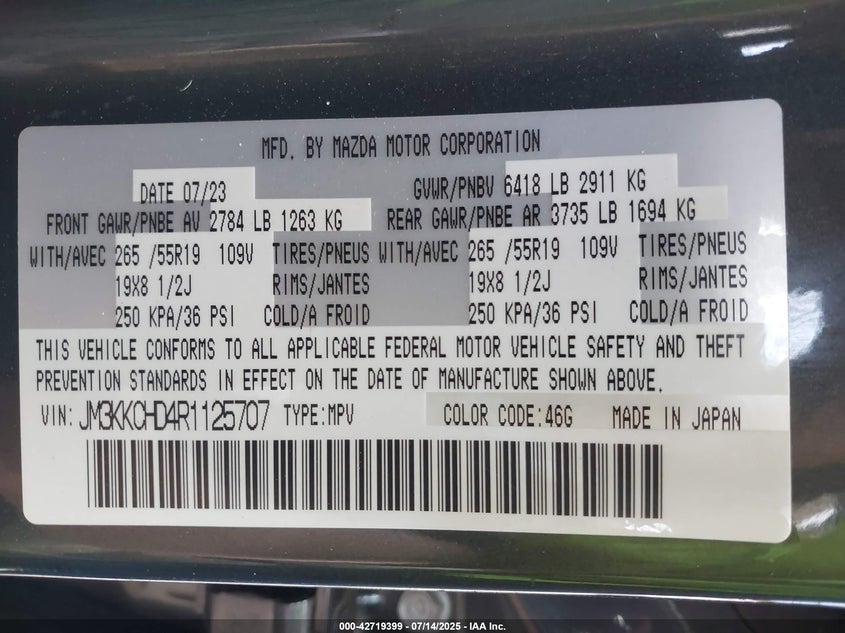 MFD. BY MAZDA MOTOR CORPORATION
DATE 07/23 GVWR/PNBV 6418 LB 2911 KG
FRONT GAWR/PNBE AV 2784 LB 1263 KG REAR GAWR/PNBE AR 3735 LB 1694 KG
WITH/AVEC 265 /55R19 109V TIRES/PNEUS WITH/AVEC 265 /55R19 109V TIRES/PNEUS
19X8 1/2J RIMS/JANTES 19X8 1/2J RIMS/JANTES
250 KPA/36 PSI COLD/A FROID 250 KPA/36 PSI COLD/A FROID
THIS VEHICLE CONFORMS TO ALL APPLICABLE FEDERAL MOTOR VEHICLE SAFETY AND THEFT
PREVENTION STANDARDS IN EFFECT ON THE DATE OF MANUFACTURE SHOWN ABOVE.
VIN: JM3KKCHD4R1125707 TYPE:MPV COLOR CODE:46G MADE IN JAPAN
000-42719399 - 07/14/2025 - IAA Inc.